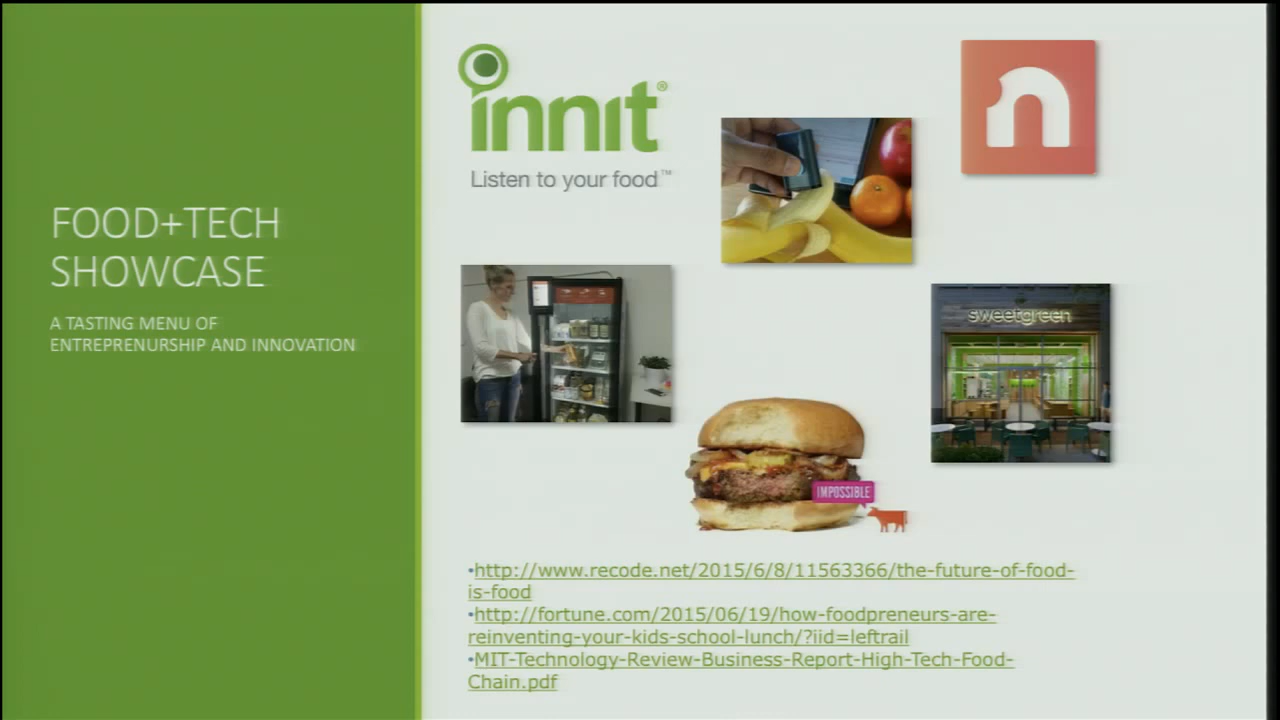 FOOD+TECH
SHOWCASE
A TASTING MENU OF
ENTREPRENURSHIP AND INNOVATION
innit®
Listen to your food™
n
sweetgreen
IMPOSSIBLE
•http://www.recode.net/2015/6/8/11563366/the-future-of-food-
is-food
•http://fortune.com/2015/06/19/how-foodpreneurs-are-
reinventing-your-kids-school-lunch/?iid=leftrail
•MIT-Technology-Review-Business-Report-High-Tech-Food-
Chain.pdf